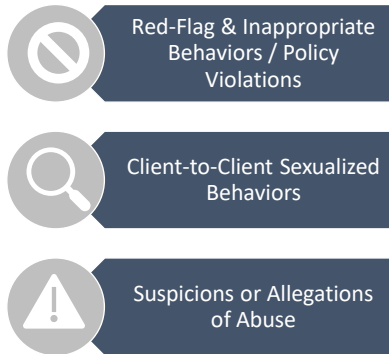 Red-Flag & Inappropriate
Behaviors / Policy
Violations
Client-to-Client Sexualized
Behaviors
Suspicions or Allegations
of Abuse